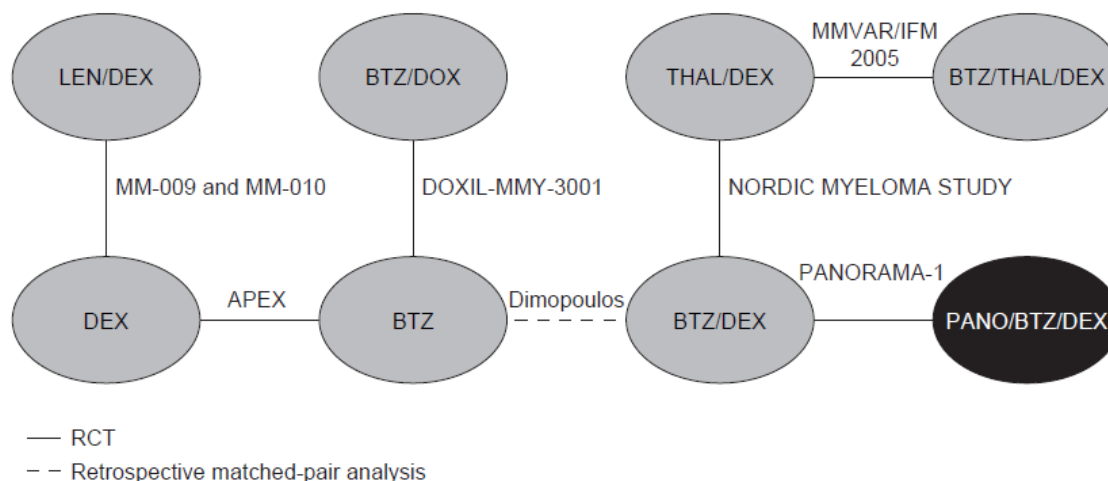 MMVAR/IFM
2005
LEN/DEX
BTZ/DOX
THAL/DEX
BTZ/THAL/DEX
MM-009 and MM-010
DOXIL-MMY-3001
NORDIC MYELOMA STUDY
APEX
Dimopoulos
PANORAMA-1
DEX
BTZ
BTZ/DEX
PANO/BTZ/DEX
RCT
Retrospective matched-pair analysis